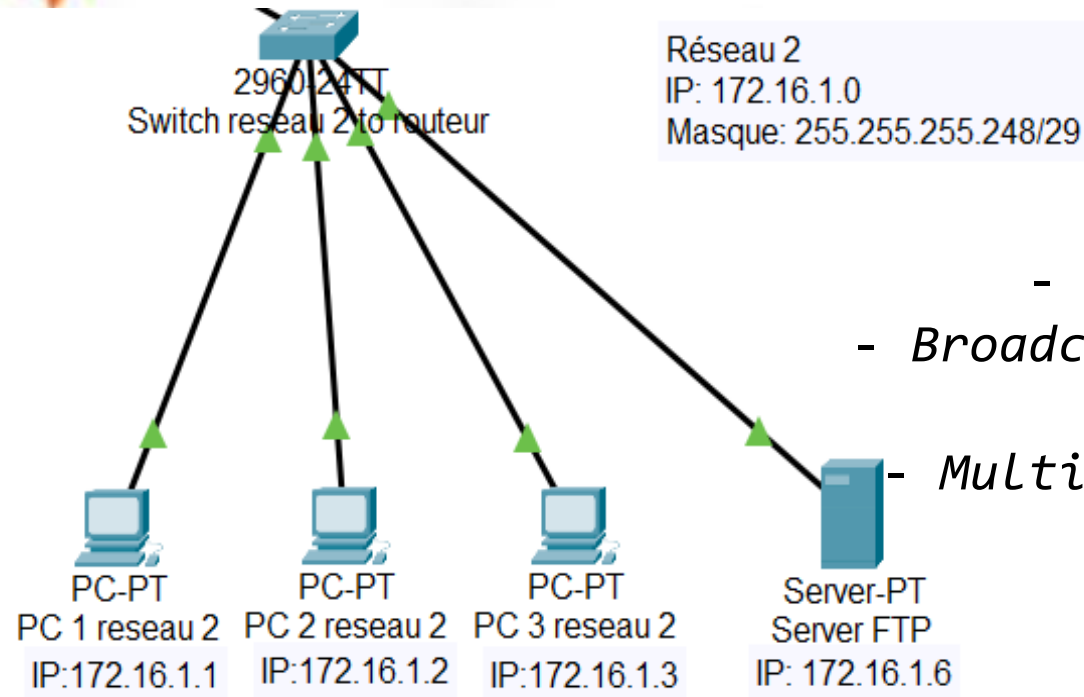 2960-24TT
Switch reseau 2 to routeur
Réseau 2
IP: 172.16.1.0
Masque: 255.255.255.248/29
-
- Broadc
- Multi
PC-PT
PC 1 reseau 2
IP:172.16.1.1
PC-PT
PC 2 reseau 2
IP:172.16.1.2
PC-PT
PC 3 reseau 2
IP:172.16.1.3
Server-PT
Server FTP
IP: 172.16.1.6